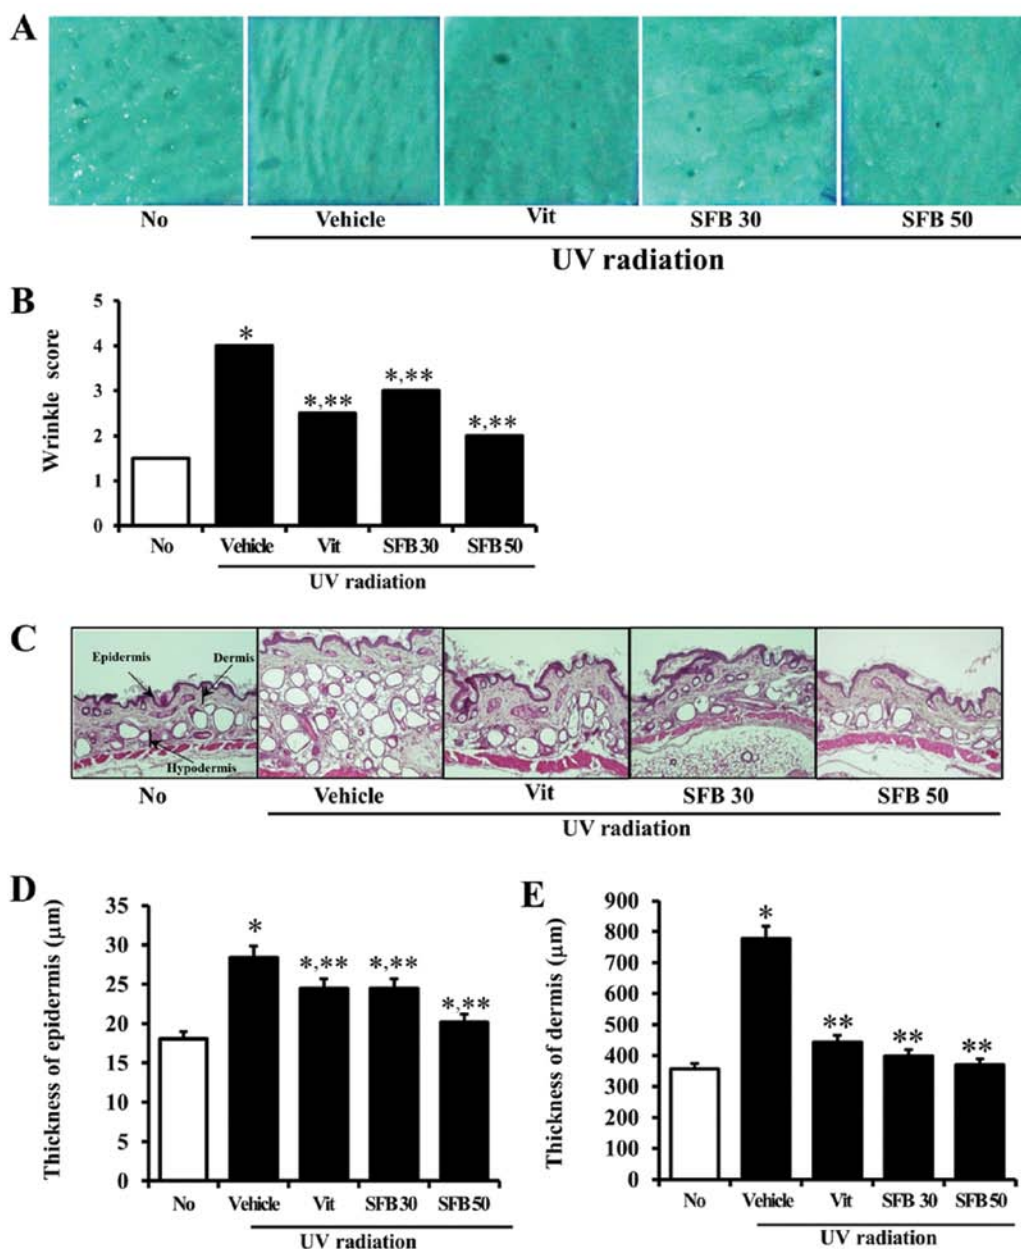 A
No Vehicle Vit SFB 30 SFB 50
UV radiation
B
Wrinkle score
5
4
3
2
1
0
*
*,**
*,**
*,**
No Vehicle Vit SFB 30 SFB 50
UV radiation
C
Epidermis
Dermis
Hypodermis
No Vehicle Vit SFB 30 SFB 50
UV radiation
D
Thickness of epidermis (μm)
35
30
25
20
15
10
5
0
*
*,**
*,**
*,**
No Vehicle Vit SFB 30 SFB 50
UV radiation
E
Thickness of dermis (μm)
900
800
700
600
500
400
300
200
100
0
*
**
**
**
No Vehicle Vit SFB 30 SFB 50
UV radiation